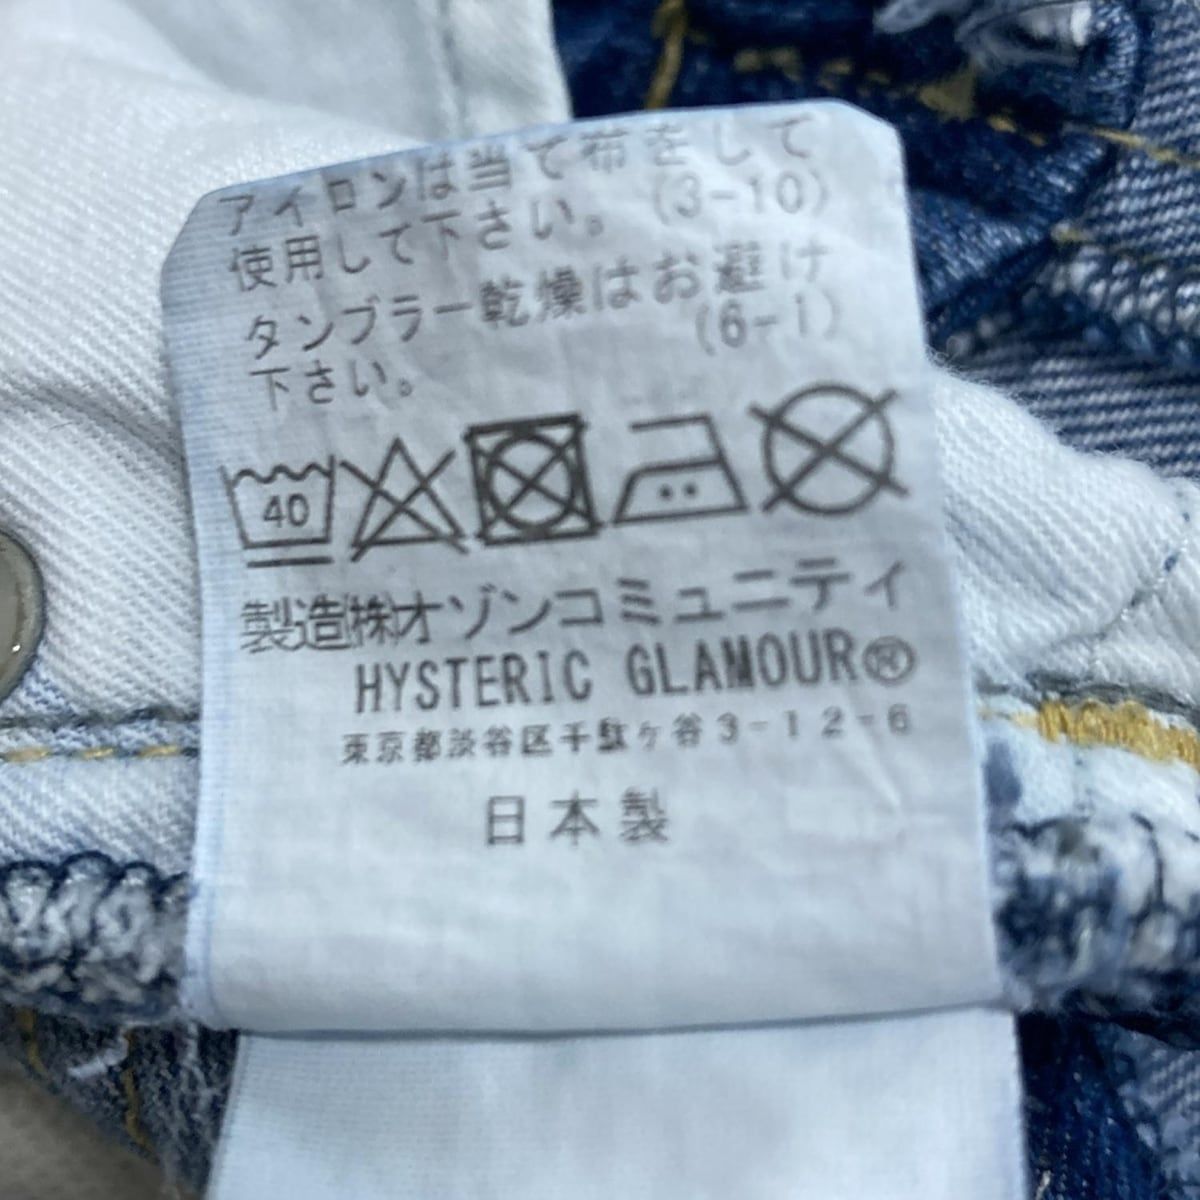 アイロンは当て布をして
使用して下さい。(3-10)
タンブラー乾燥はお避け
下さい。(6-1)
40
製造(株)オゾンコミュニティ
HYSTERIC GLAMOUR®
東京都渋谷区千駄ケ谷3-12-6
日本製